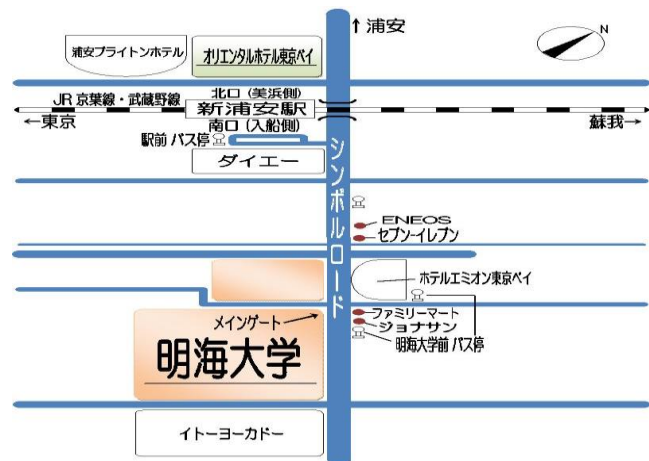 ↑浦安
N
浦安ブライトンホテル
オリエンタルホテル東京ベイ
北口(美浜側)
JR 京葉線・武蔵野線
新浦安駅
←東京
蘇我→
南口(入船側)
駅前 バス停
ダイエー
シンボルロード
ENEOS
セブン-イレブン
ホテルエミオン東京ベイ
メインゲート
ファミリーマート
ジョナサン
明海大学前 バス停
明海大学
イトーヨーカドー